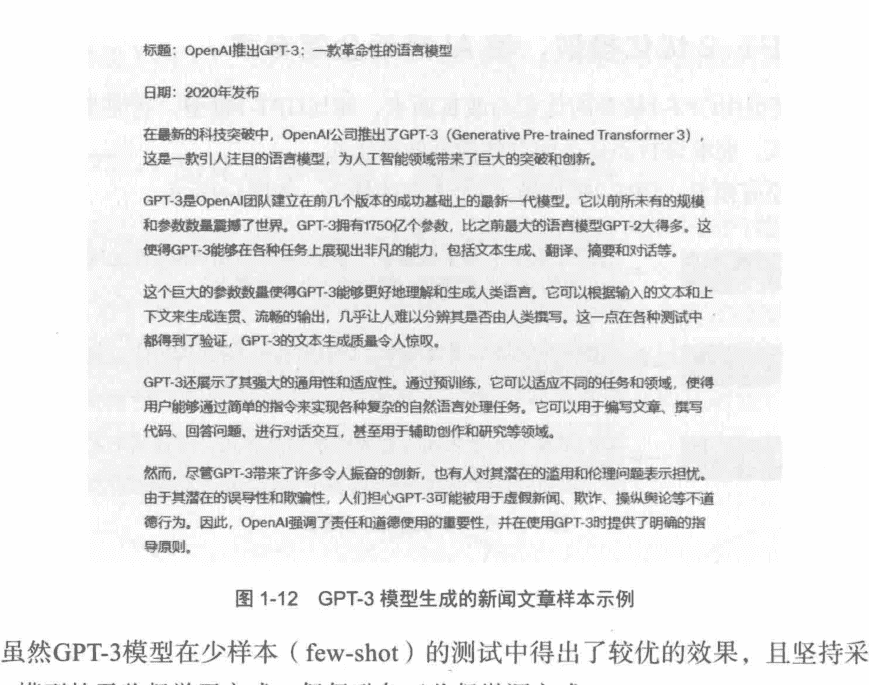 标题：OpenAI推出GPT-3：一款革命性的语言模型
日期：2020年发布
在最新的科技突破中，OpenAI公司推出了GPT-3（Generative Pre-trained Transformer 3），
这是一款引人注目的语言模型，为人工智能领域带来了巨大的突破和创新。
GPT-3是OpenAI团队建立在前几个版本的成功基础上的最新一代模型。它以前所未有的规模
和参数数量震撼了世界。GPT-3拥有1750亿个参数，比之前最大的语言模型GPT-2大得多。这
使得GPT-3能够在各种任务上展现出非凡的能力，包括文本生成、翻译、摘要和对话等。
这个巨大的参数数量使得GPT-3能够更好地理解和生成人类语言。它可以根据输入的文本和上
下文来生成连贯、流畅的输出，几乎让人难以分辨其是否由人类撰写。这一点在各种测试中
都得到了验证，GPT-3的文本生成质量令人惊叹。
GPT-3还展示了其强大的通用性和适应性。通过预训练，它可以适应不同的任务和领域，使得
用户能够通过简单的指令来实现各种复杂的自然语言处理任务。它可以用于编写文章、撰写
代码、回答问题、进行对话交互，甚至用于辅助创作和研究等领域。
然而，尽管GPT-3带来了许多令人振奋的创新，也有人对其潜在的滥用和伦理问题表示担忧。
由于其潜在的误导性和欺骗性，人们担心GPT-3可能被用于虚假新闻、欺诈、操纵舆论等不道
德行为。因此，OpenAI强调了责任和道德使用的重要性，并在使用GPT-3时提供了明确的指
导原则。
图 1-12 GPT-3 模型生成的新闻文章样本示例
虽然GPT-3模型在少样本（few-shot）的测试中得出了较优的效果，且坚持采